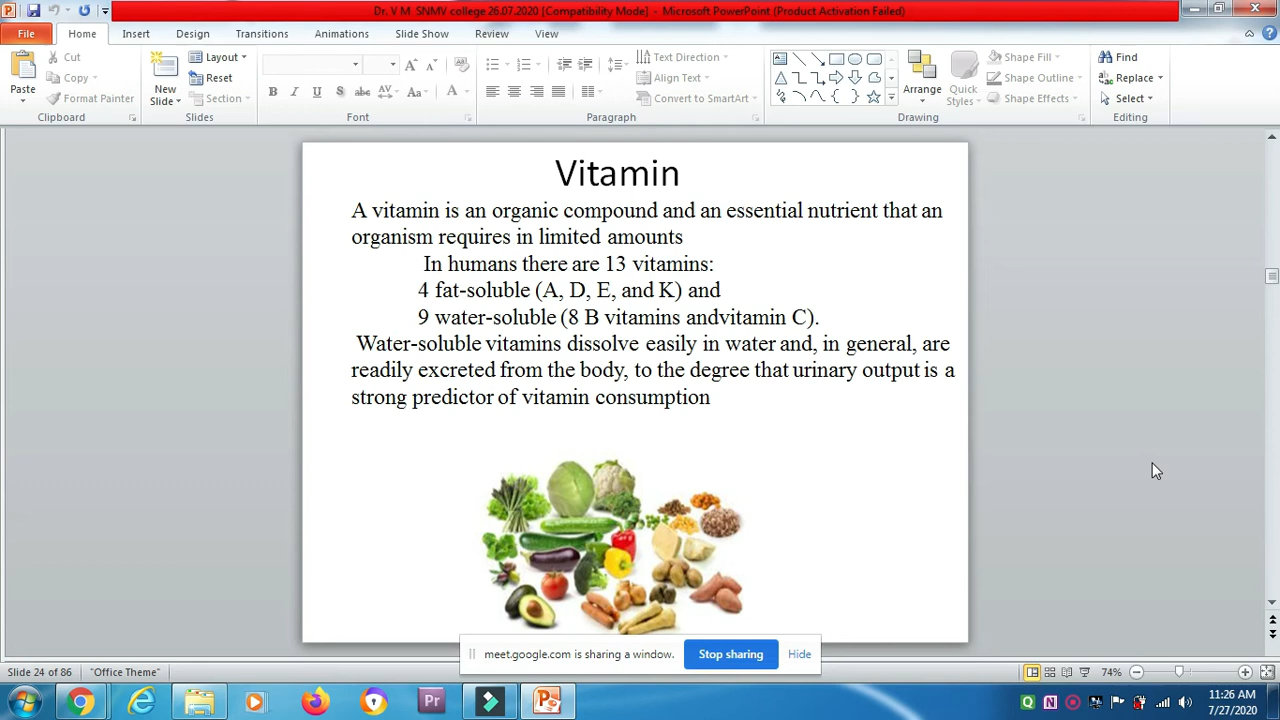 Dr. V M  SNMV college 26.07.2020 [Compatibility Mode]  -  Microsoft PowerPoint (Product Activation Failed)
File Home Insert Design Transitions Animations Slide Show Review View
Paste
Cut
Copy
Format Painter
Clipboard
New
Slide
Layout
Reset
Section
Slides
B I U S abc AV Aa A
Font
Text Direction
Align Text
Convert to SmartArt
Paragraph
Arrange
Quick
Styles
Shape Fill
Shape Outline
Shape Effects
Drawing
Find
Replace
Select
Editing
Vitamin
A vitamin is an organic compound and an essential nutrient that an
organism requires in limited amounts
In humans there are 13 vitamins:
4 fat-soluble (A, D, E, and K) and
9 water-soluble (8 B vitamins andvitamin C).
Water-soluble vitamins dissolve easily in water and, in general, are
readily excreted from the body, to the degree that urinary output is a
strong predictor of vitamin consumption
meet.google.com is sharing a window. Stop sharing Hide
Slide 24 of 86 "Office Theme" 74%
Pr
11:26 AM
7/27/2020